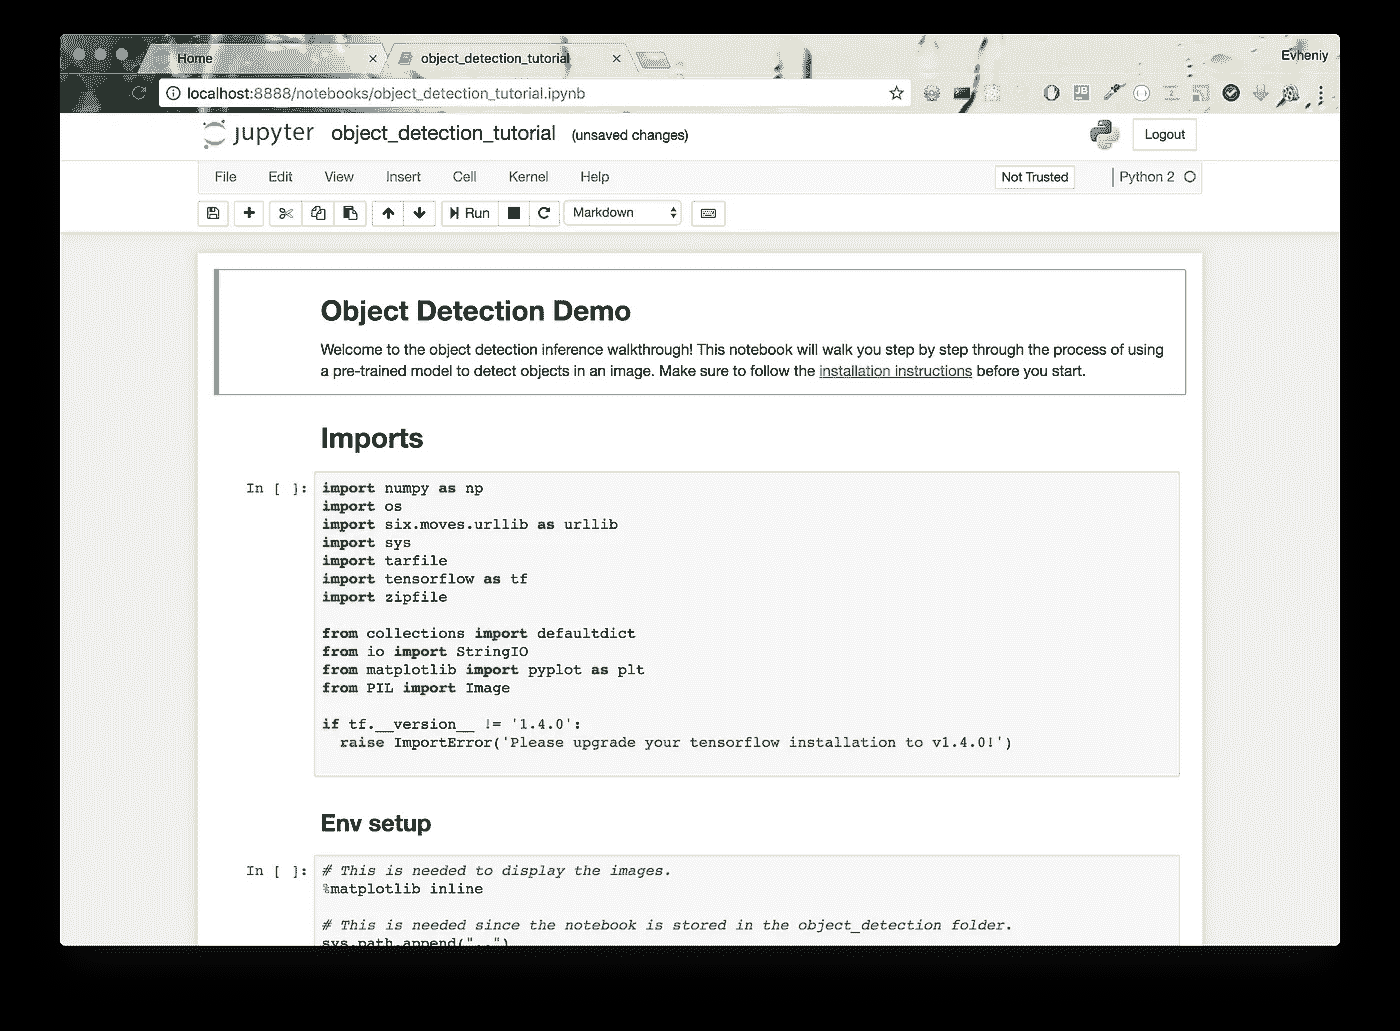 Home
object_detection_tutorial
Evheniy
localhost:8888/notebooks/object_detection_tutorial.ipynb
JB
jupyter object_detection_tutorial (unsaved changes)
Logout
File Edit View Insert Cell Kernel Help
Not Trusted
Python 2
Run
Markdown
Object Detection Demo
Welcome to the object detection inference walkthrough! This notebook will walk you step by step through the process of using
a pre-trained model to detect objects in an image. Make sure to follow the installation instructions before you start.
Imports
In [ ]:
import numpy as np
import os
import six.moves.urllib as urllib
import sys
import tarfile
import tensorflow as tf
import zipfile
from collections import defaultdict
from io import StringIO
from matplotlib import pyplot as plt
from PIL import Image
if tf.__version__ != '1.4.0':
  raise ImportError('Please upgrade your tensorflow installation to v1.4.0!')
Env setup
In [ ]:
# This is needed to display the images.
%matplotlib inline
# This is needed since the notebook is stored in the object_detection folder.
sys.path.append("..")